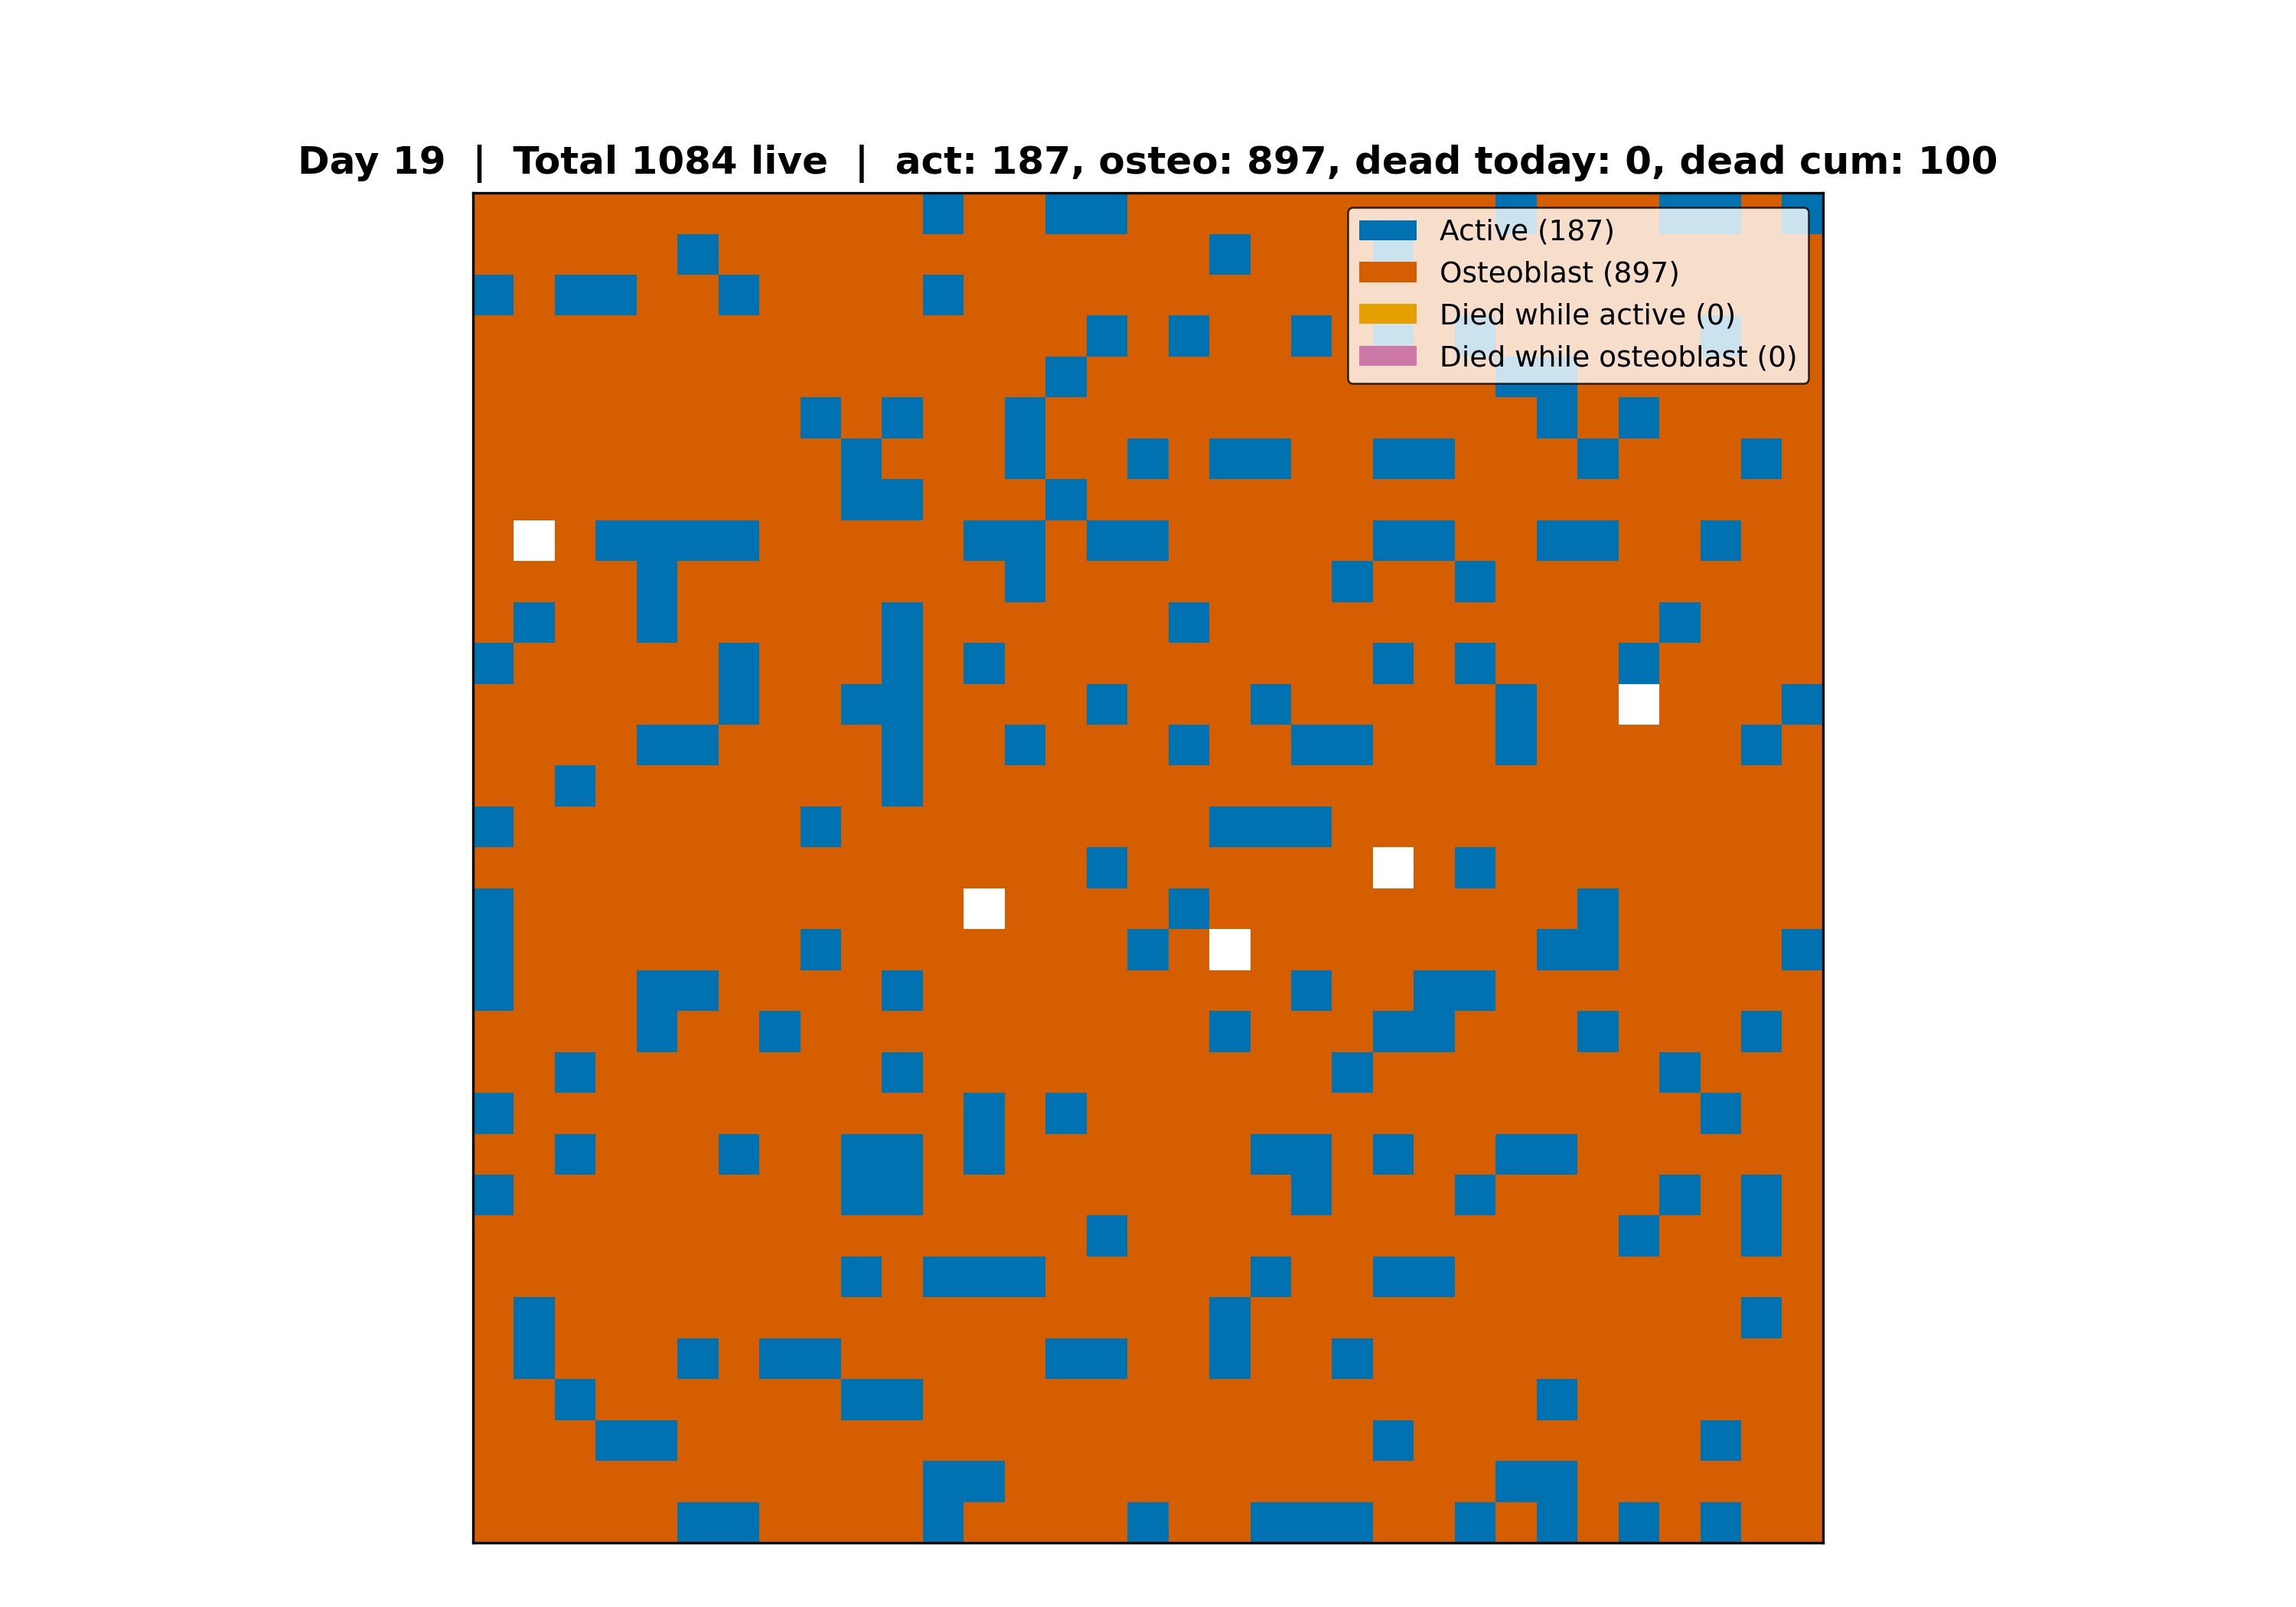 Day 19 | Total 1084 live | act: 187, osteo: 897, dead today: 0, dead cum: 100
Active (187)
Osteoblast (897)
Died while active (0)
Died while osteoblast (0)